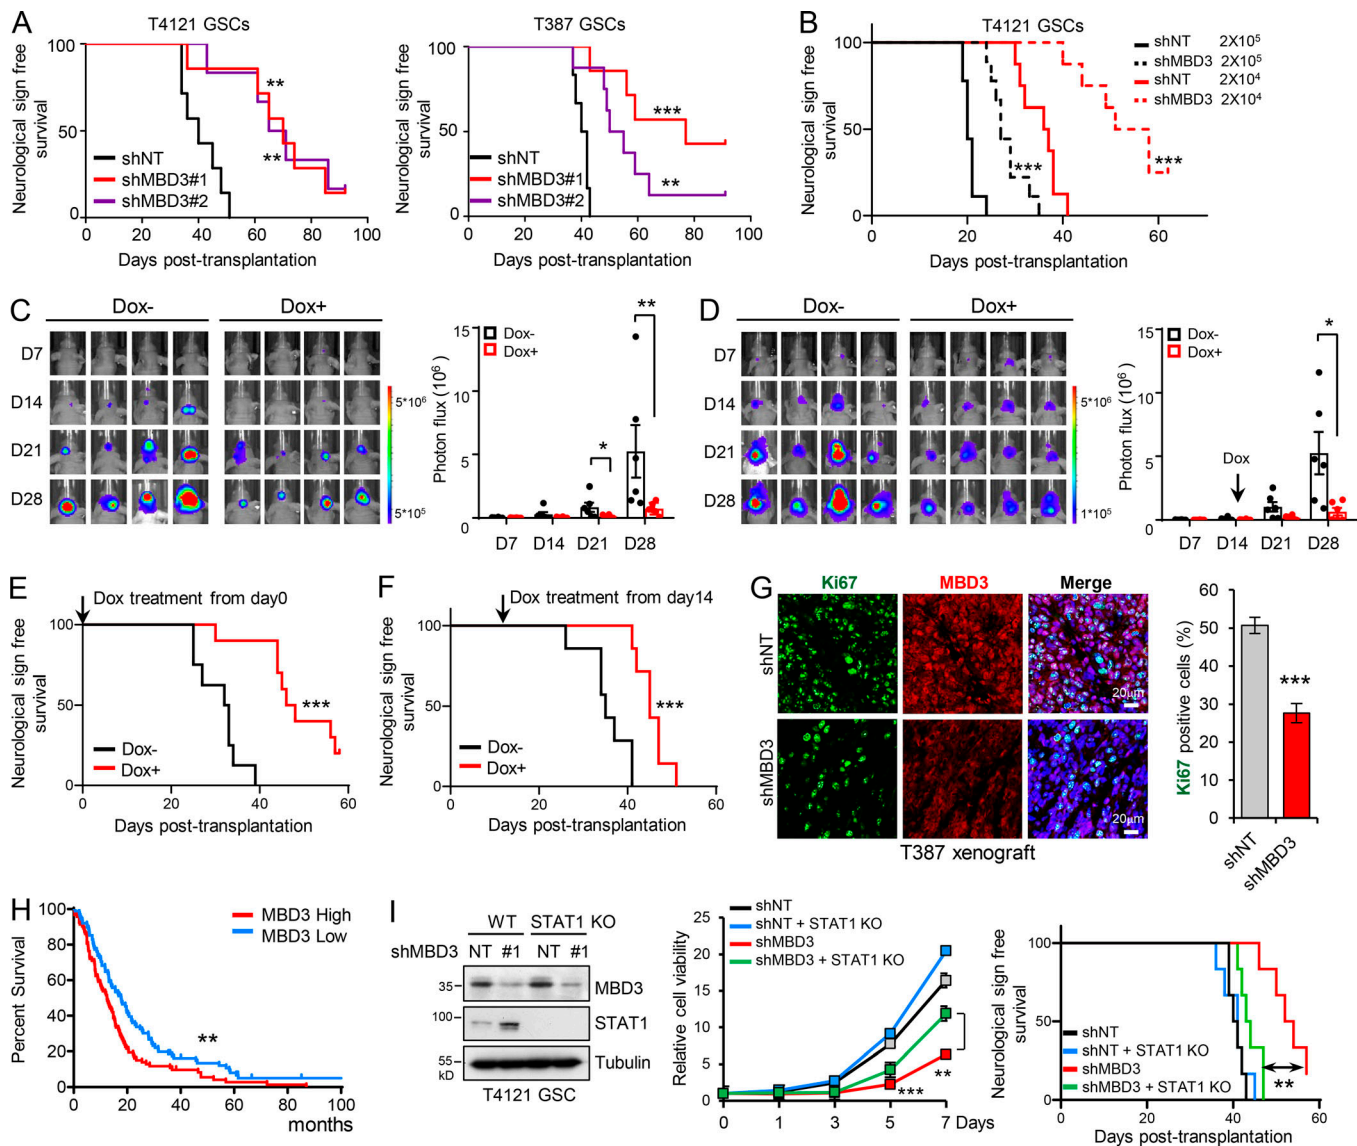 A
T4121 GSCs
Neurological sign free
survival
100
50
0
shNT
shMBD3#1
shMBD3#2
**
**
0 20 40 60 80 100
Days post-transplantation
T387 GSCs
Neurological sign free
survival
100
50
0
shNT
shMBD3#1
shMBD3#2
***
**
0 20 40 60 80 100
Days post-transplantation
B
T4121 GSCs
Neurological sign free
survival
100
50
0
shNT 2X10⁵
shMBD3 2X10⁵
shNT 2X10⁴
shMBD3 2X10⁴
***
***
0 20 40 60
Days post-transplantation
C
Dox- Dox+
D7
D14
D21
D28
5*10⁶
5*10⁵
Photon flux (10⁶)
15
10
5
0
Dox-
Dox+
*
**
D7 D14 D21 D28
D
Dox- Dox+
D7
D14
D21
D28
5*10⁶
1*10⁵
Photon flux (10⁶)
15
10
5
0
Dox-
Dox+
Dox
*
D7 D14 D21 D28
E
Dox treatment from day0
Neurological sign free
survival
100
50
0
Dox-
Dox+
***
0 20 40 60
Days post-transplantation
F
Dox treatment from day14
Neurological sign free
survival
100
50
0
Dox-
Dox+
***
0 20 40 60
Days post-transplantation
G
Ki67 MBD3 Merge
shNT
shMBD3
20μm
20μm
T387 xenograft
Ki67 positive cells (%)
60
50
40
30
20
10
0
***
shNT
shMBD3
H
Percent Survival
100
80
60
40
20
0
MBD3 High
MBD3 Low
**
0 20 40 60 80 100
months
I
WT STAT1 KO
shMBD3 NT #1 NT #1
35
MBD3
100
STAT1
55
kD
Tubulin
T4121 GSC
Relative cell viability
25
20
15
10
5
0
shNT
shNT + STAT1 KO
shMBD3
shMBD3 + STAT1 KO
***
**
0 1 3 5 7 Days
Neurological sign free
survival
100
50
0
shNT
shNT + STAT1 KO
shMBD3
shMBD3 + STAT1 KO
**
0 20 40 60
Days post-transplantation